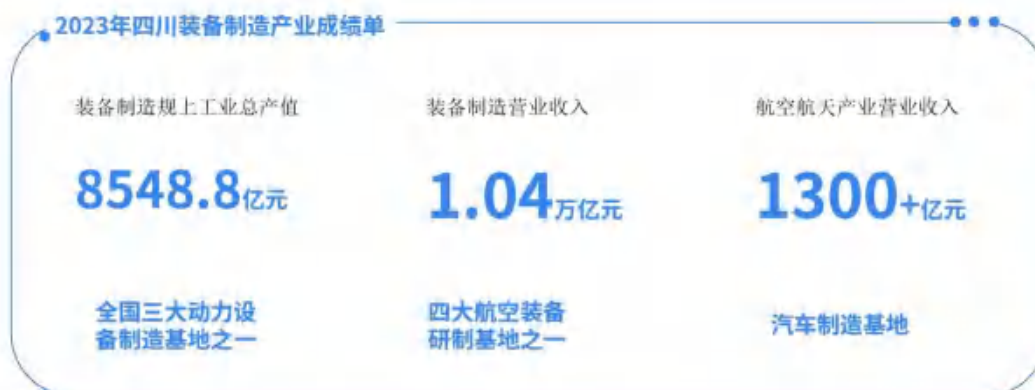 2023年四川装备制造产业成绩单
装备制造规上工业总产值
装备制造营业收入
航空航天产业营业收入
8548.8亿元
1.04万亿元
1300+亿元
全国三大动力设
备制造基地之一
四大航空装备
研制基地之一
汽车制造基地